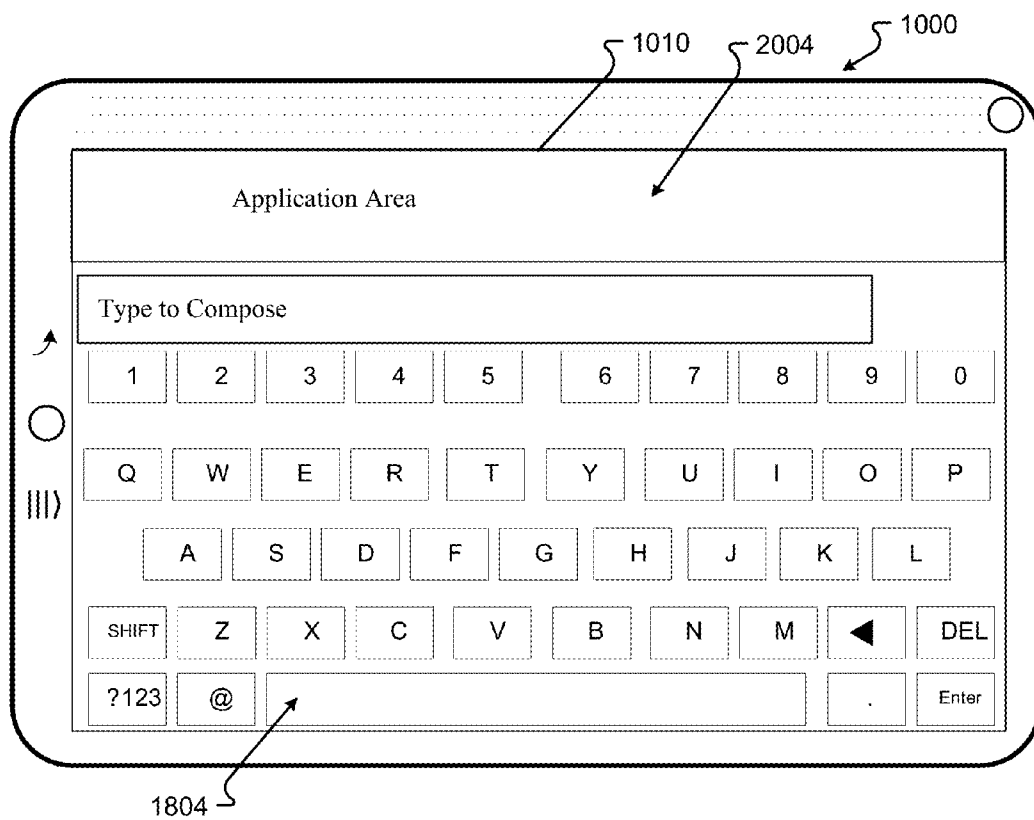 1010 2004 1000
Application Area
Type to Compose
1 2 3 4 5 6 7 8 9 0
Q W E R T Y U I O P
A S D F G H J K L
SHIFT Z X C V B N M DEL
?123 @ . Enter
1804